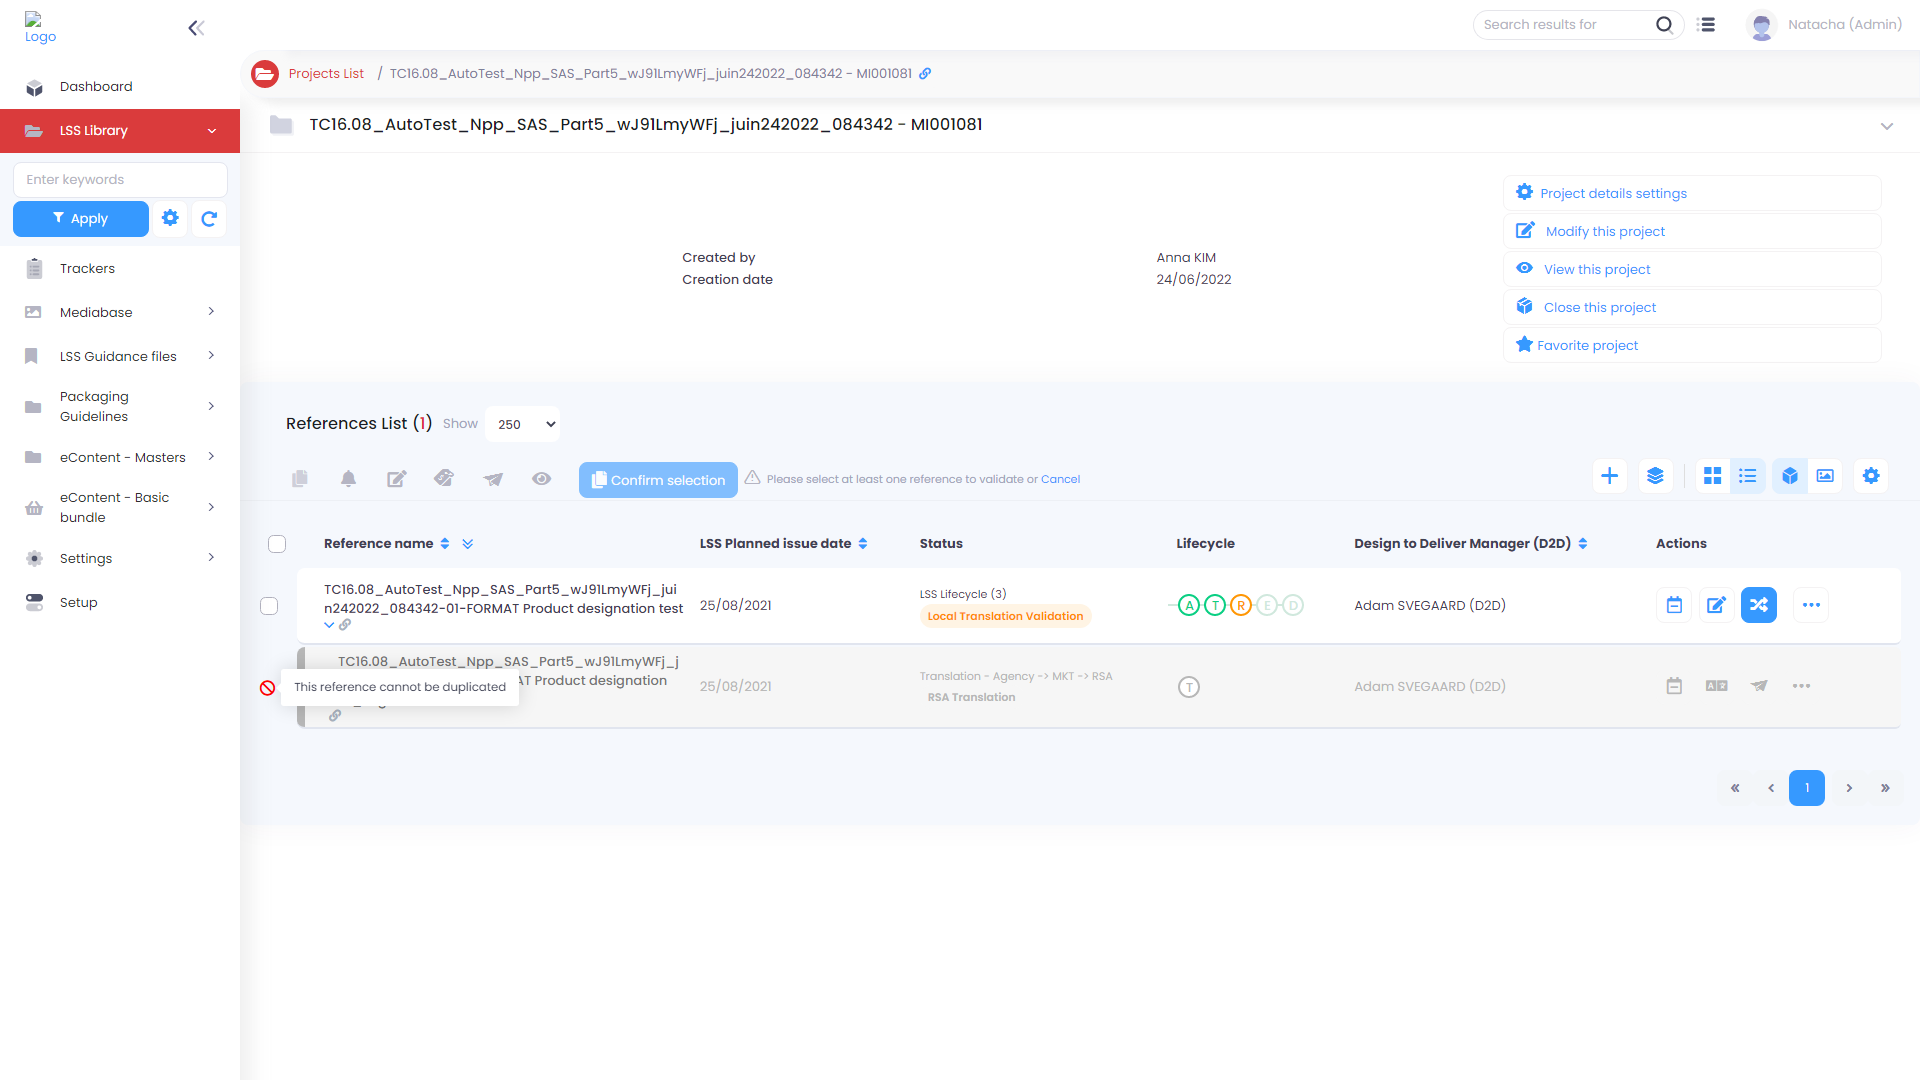 Logo
Search results for
Natacha (Admin)
Projects List / TC16.08_AutoTest_Npp_SAS_Part5_wJ91LmyWFj_juin242022_084342 - MI001081
TC16.08_AutoTest_Npp_SAS_Part5_wJ91LmyWFj_juin242022_084342 - MI001081
Dashboard
LSS Library
Enter keywords
Apply
Trackers
Mediabase
LSS Guidance files
Packaging
Guidelines
eContent - Masters
eContent - Basic
bundle
Settings
Setup
Created by Anna KIM
Creation date 24/06/2022
Project details settings
Modify this project
View this project
Close this project
Favorite project
References List (1) Show 250
Confirm selection Please select at least one reference to validate or Cancel
Reference name LSS Planned issue date Status Lifecycle Design to Deliver Manager (D2D) Actions
TC16.08_AutoTest_Npp_SAS_Part5_wJ91LmyWFj_jui
n242022_084342-01-FORMAT Product designation test
25/08/2021
LSS Lifecycle (3)
Local Translation Validation
A T R E D
Adam SVEGAARD (D2D)
TC16.08_AutoTest_Npp_SAS_Part5_wJ91LmyWFj_j
AT Product designation
This reference cannot be duplicated
25/08/2021
Translation - Agency -> MKT -> RSA
RSA Translation
T
Adam SVEGAARD (D2D)
« ‹ 1 › »